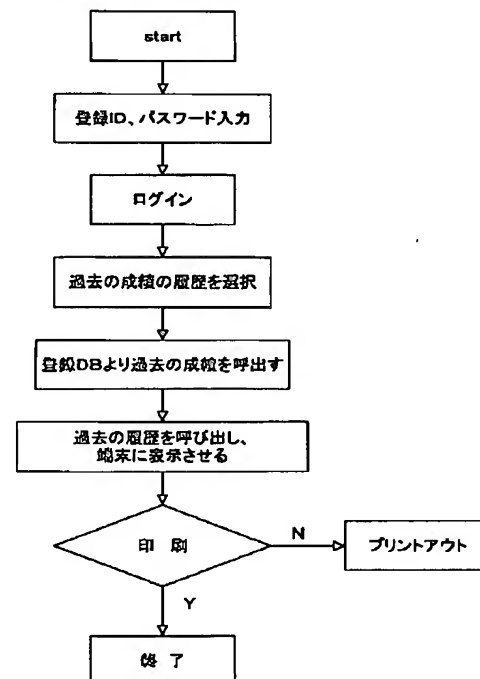 start
登録ID、パスワード入力
ログイン
過去の成績の履歴を選択
登録DBより過去の成績を呼出す
過去の履歴を呼び出し、
端末に表示させる
印 刷
N
プリントアウト
Y
終 了